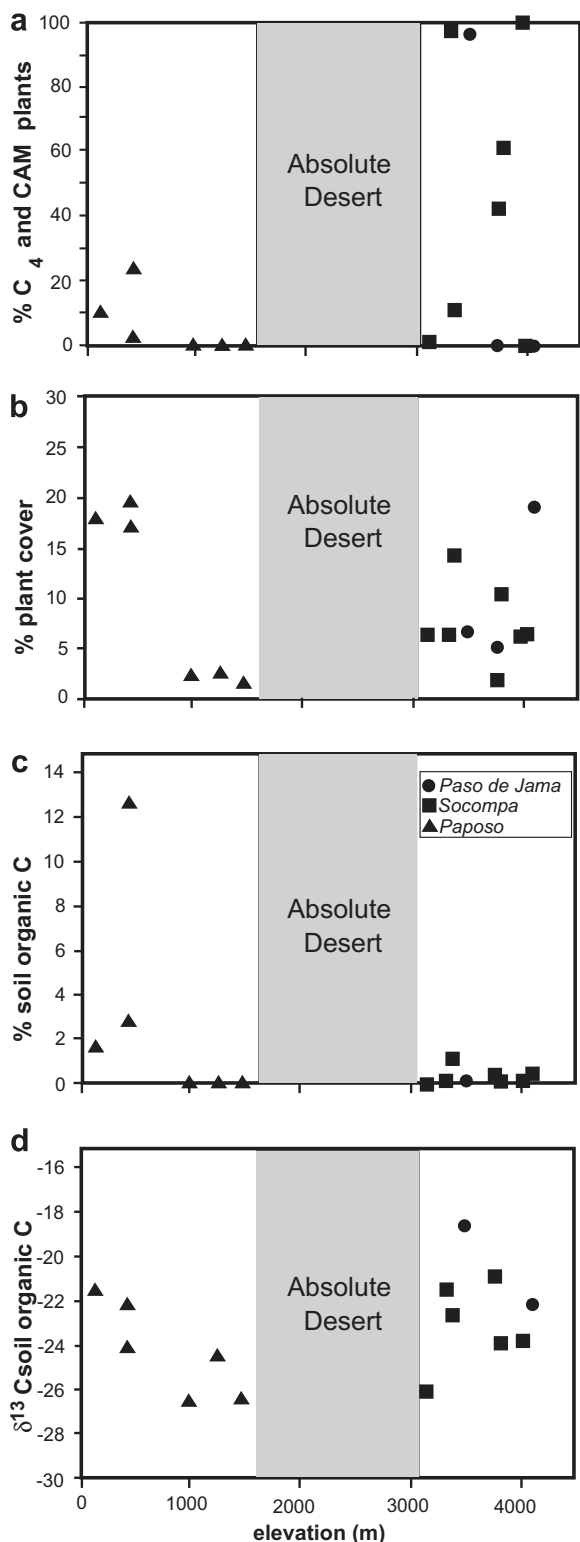 a
100
80
60
40
20
0
% C4 and CAM plants
Absolute
Desert
b
30
25
20
15
10
5
0
% plant cover
Absolute
Desert
c
14
12
10
8
6
4
2
0
% soil organic C
Absolute
Desert
Paso de Jama
Socompa
Paposo
d
-16
-18
-20
-22
-24
-26
-28
-30
δ13 Csoil organic C
Absolute
Desert
0 1000 2000 3000 4000
elevation (m)